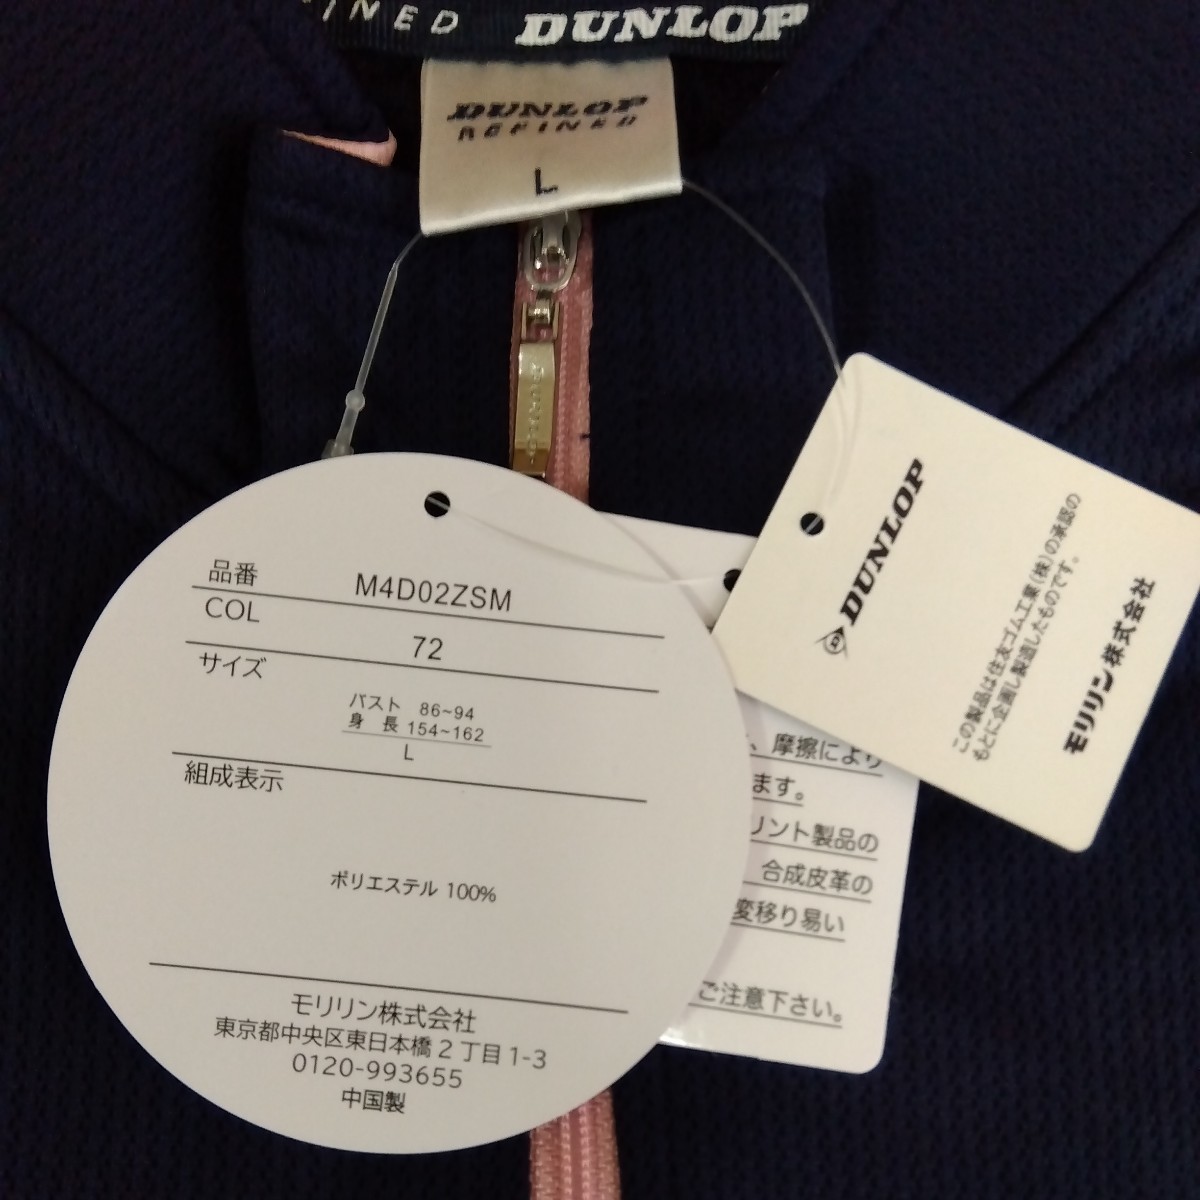 INED DUNLOP
DUNLOP
REFINED
L
DUNLOP
品番 M4D02ZSM
COL
72
サイズ
バスト 86~94
身 長 154~162
L
組成表示
ポリエステル 100%
モリリン株式会社
東京都中央区東日本橋2丁目1-3
0120-993655
中国製
DUNLOP
この製品は住友ゴム工業(株)の承認の
もとに企画し製造したものです。
モリリン株式会社
、摩擦により
ます。
リント製品の
合成皮革の
変移り易い
ご注意下さい。